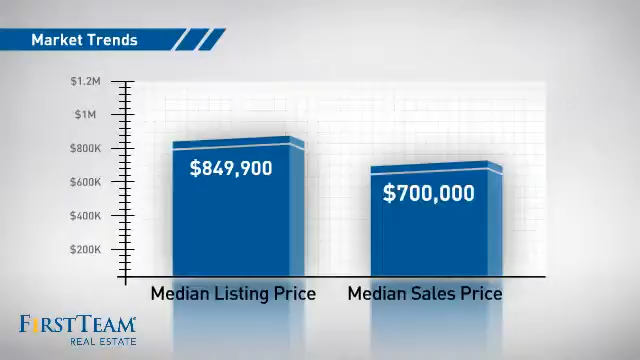 Market Trends
$1.2M
$1M
$800K
$600K
$400K
$200K
$849,900
$700,000
Median Listing Price
Median Sales Price
FIRSTTEAM®
REAL ESTATE